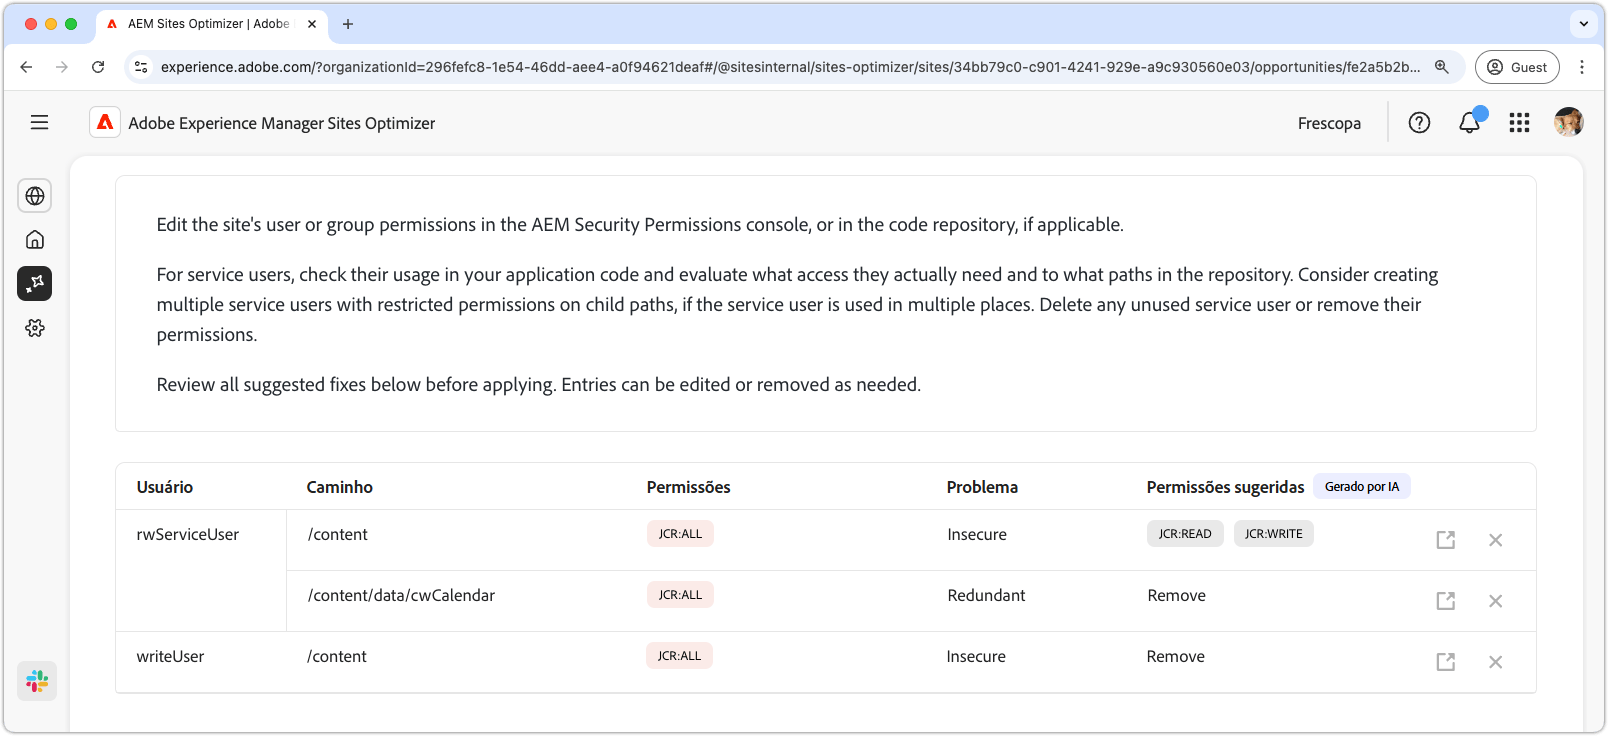 AEM Sites Optimizer | Adobe
experience.adobe.com/?organizationId=296fefc8-1e54-46dd-aee4-a0f94621deaf#/@sitesinternal/sites-optimizer/sites/34bb79c0-c901-4241-929e-a9c930560e03/opportunities/fe2a5b2b...
Guest
Adobe Experience Manager Sites Optimizer
Frescopa
Edit the site's user or group permissions in the AEM Security Permissions console, or in the code repository, if applicable.
For service users, check their usage in your application code and evaluate what access they actually need and to what paths in the repository. Consider creating
multiple service users with restricted permissions on child paths, if the service user is used in multiple places. Delete any unused service user or remove their
permissions.
Review all suggested fixes below before applying. Entries can be edited or removed as needed.
Usuário Caminho Permissões Problema Permissões sugeridas Gerado por IA
rwServiceUser /content JCR:ALL Insecure JCR:READ JCR:WRITE
/content/data/cwCalendar JCR:ALL Redundant Remove
writeUser /content JCR:ALL Insecure Remove